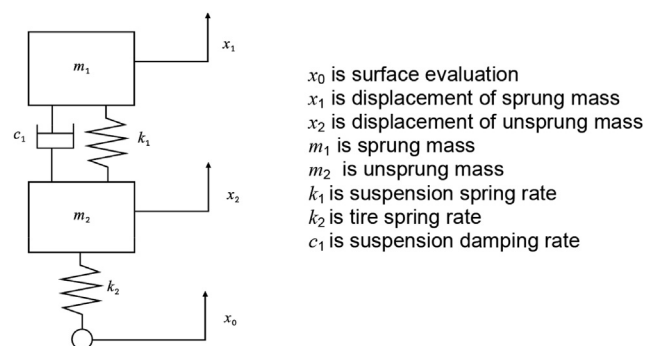 x₁
m₁
c₁
k₁
x₂
m₂
k₂
x₀
x₀ is surface evaluation
x₁ is displacement of sprung mass
x₂ is displacement of unsprung mass
m₁ is sprung mass
m₂ is unsprung mass
k₁ is suspension spring rate
k₂ is tire spring rate
c₁ is suspension damping rate